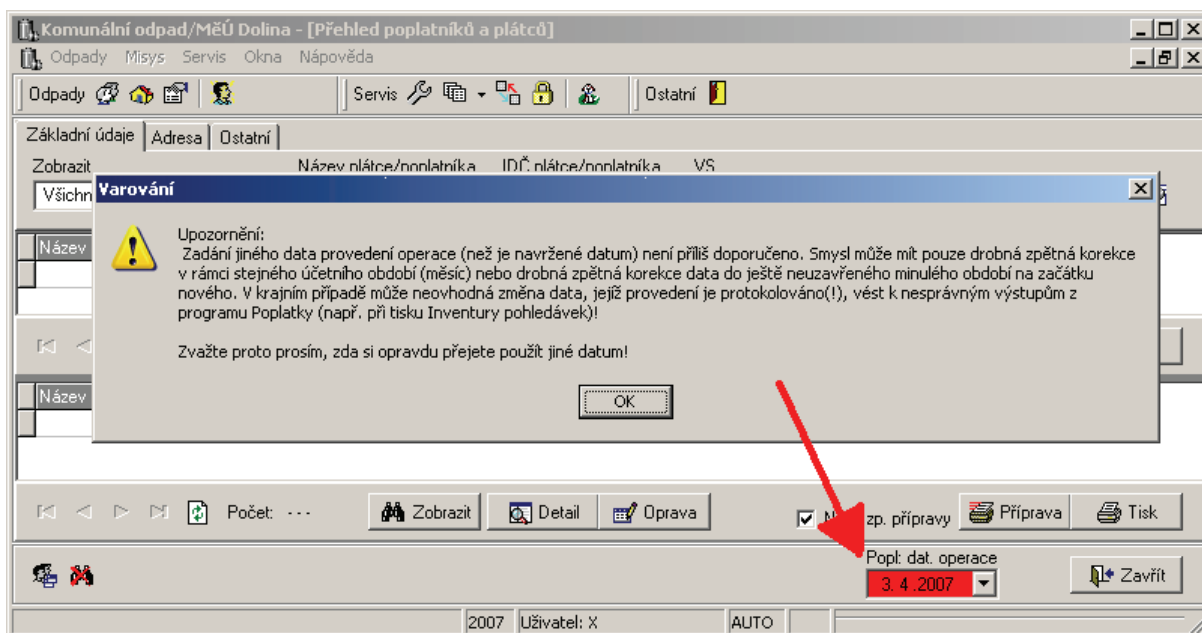 Komunální odpad/MěÚ Dolina - [Přehled poplatníků a plátců]
Odpady Misys Servis Okna Nápověda
Odpady Servis Ostatní
Základní údaje Adresa Ostatní
Zobrazit Název plátce/poplatníka IDČ plátce/poplatníka VS
Všichn
Varování
Upozornění:
Zadání jiného data provedení operace (než je navržené datum) není příliš doporučeno. Smysl může mít pouze drobná zpětná korekce
v rámci stejného účetního období (měsíc) nebo drobná zpětná korekce data do ještě neuzavřeného minulého období na začátku
nového. V krajním případě může neovhodná změna data, jejíž provedení je protokolováno(!), vést k nesprávným výstupům z
programu Poplatky (např. při tisku Inventury pohledávek)!
Zvažte proto prosím, zda si opravdu přejete použít jiné datum!
OK
Název
Název
Počet: --- Zobrazit Detail Oprava zp. přípravy Příprava Tisk
Popl: dat. operace
3. 4 .2007 Zavřít
2007 Uživatel: X AUTO